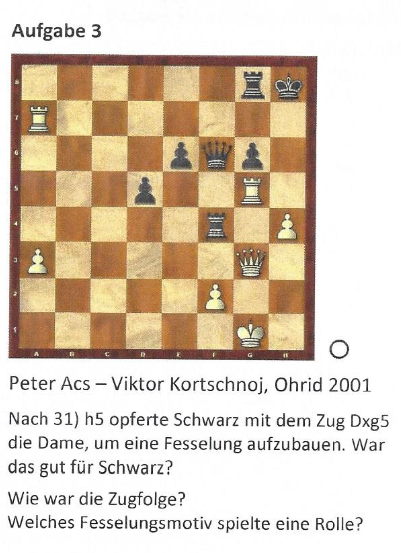 Aufgabe 3
8
7
6
5
4
3
2
1
A B C D E F G H
Peter Acs – Viktor Kortschnoj, Ohrid 2001
Nach 31) h5 opferte Schwarz mit dem Zug Dxg5
die Dame, um eine Fesselung aufzubauen. War
das gut für Schwarz?
Wie war die Zugfolge?
Welches Fesselungsmotiv spielte eine Rolle?